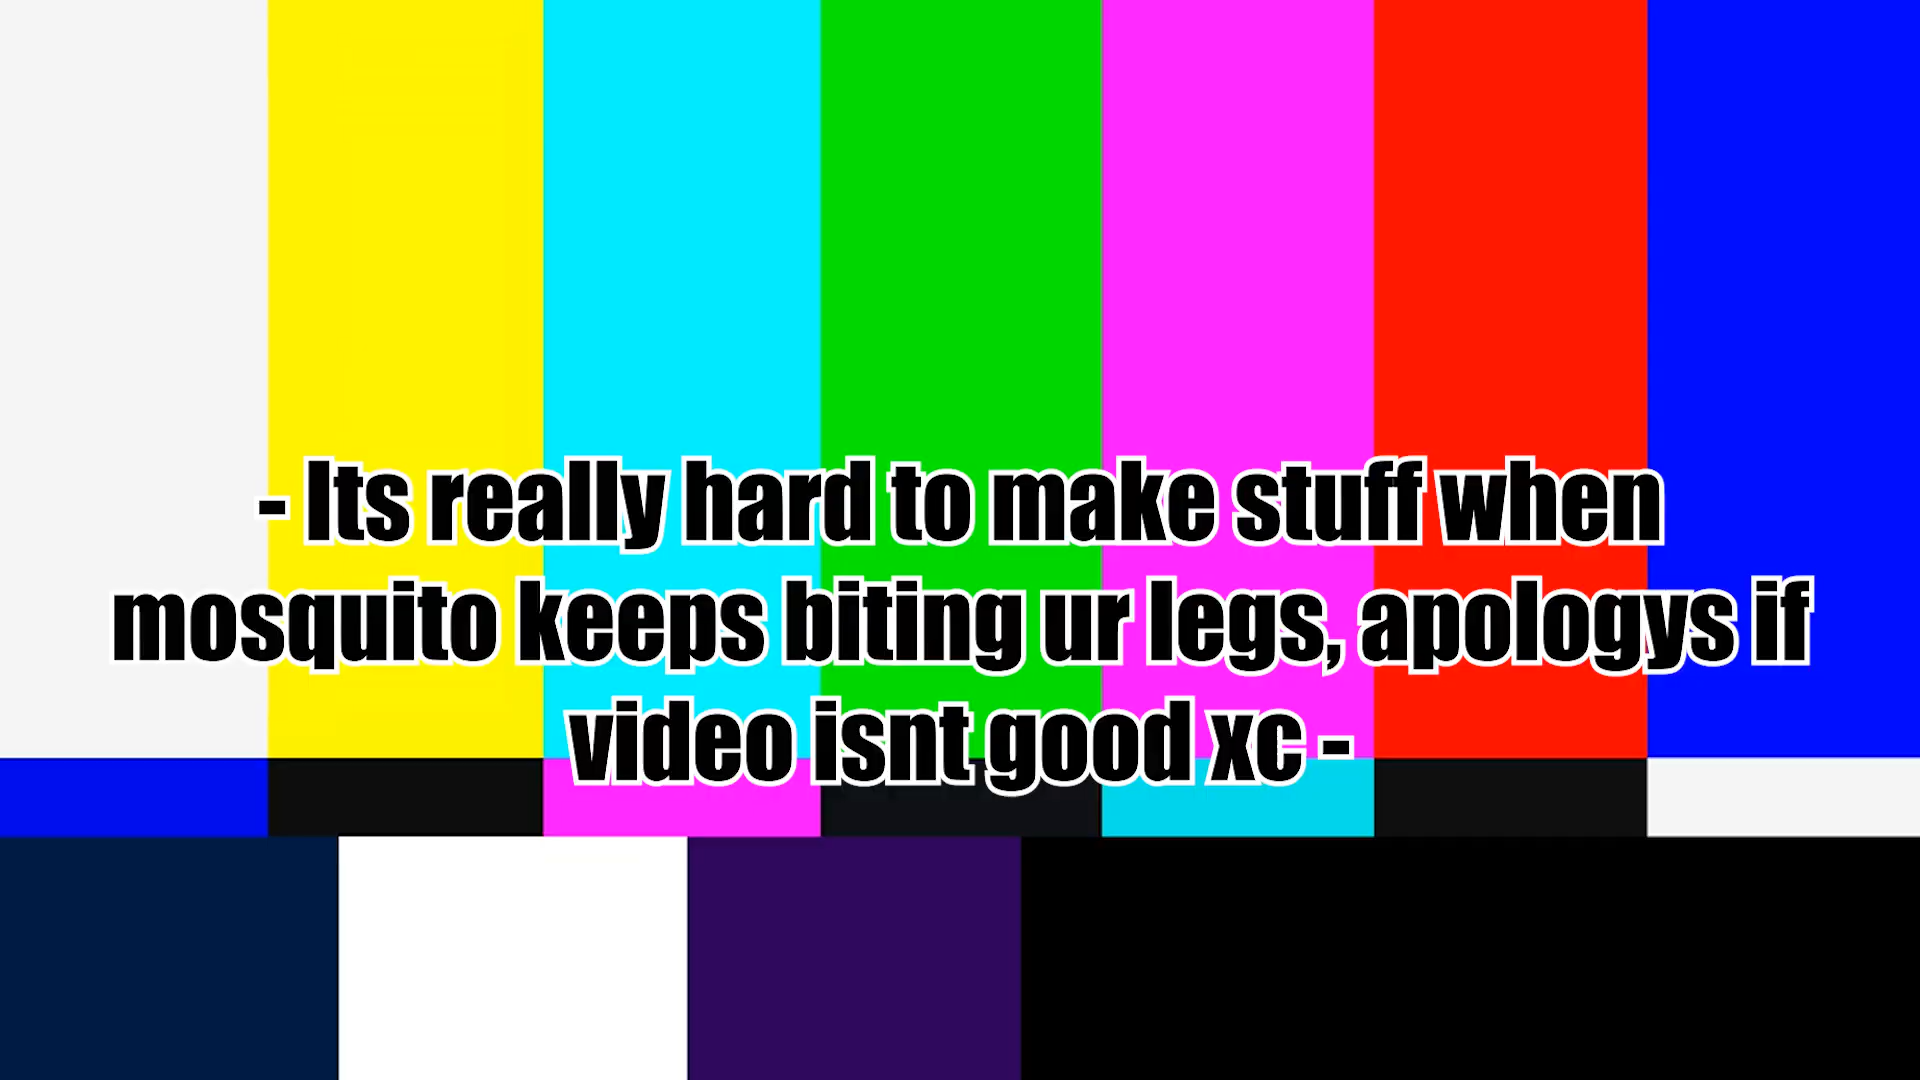 - Its really hard to make stuff when
mosquito keeps biting ur legs, apologys if
video isnt good xc -